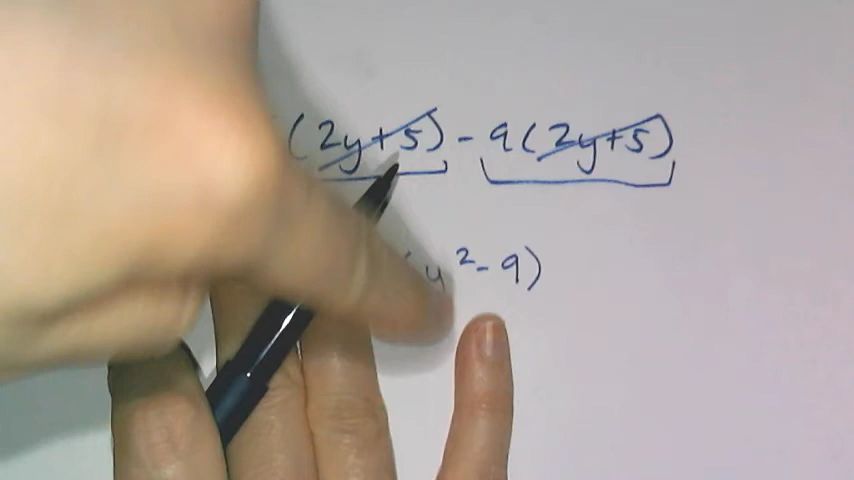 (2y+5) - 9(2y+5)
(y² - 9)